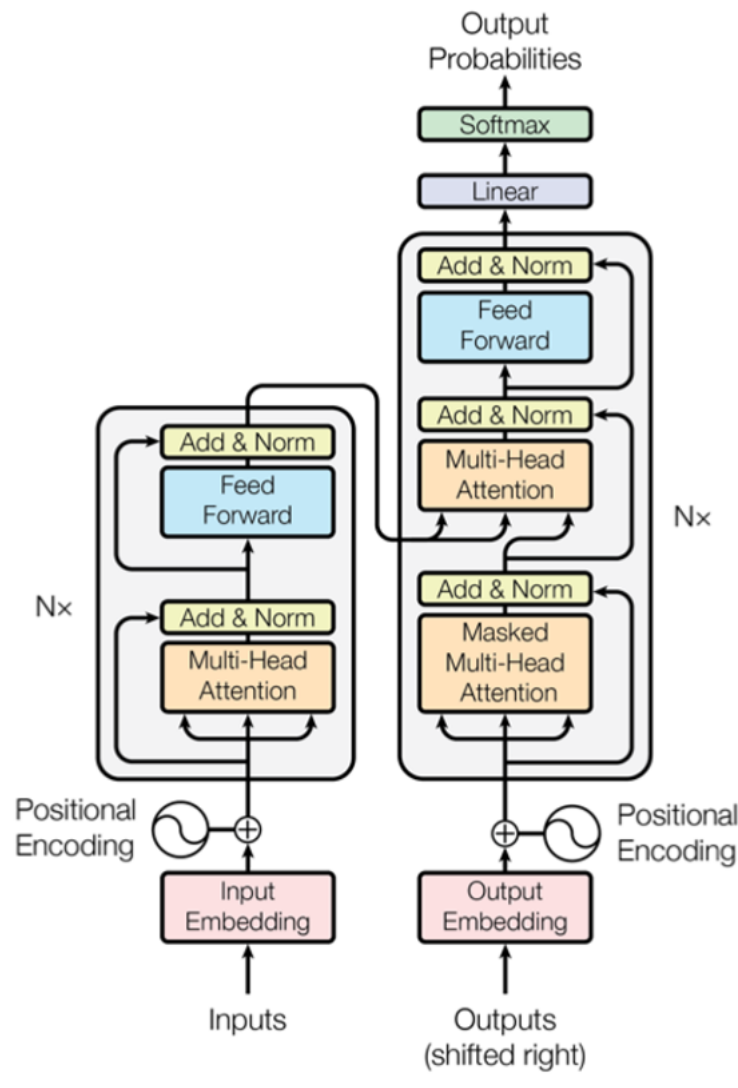 Output
Probabilities
Softmax
Linear
Add & Norm
Feed
Forward
Add & Norm
Multi-Head
Attention
Nx
Add & Norm
Masked
Multi-Head
Attention
Add & Norm
Feed
Forward
Nx
Add & Norm
Multi-Head
Attention
Positional
Encoding
Positional
Encoding
Input
Embedding
Output
Embedding
Inputs
Outputs
(shifted right)